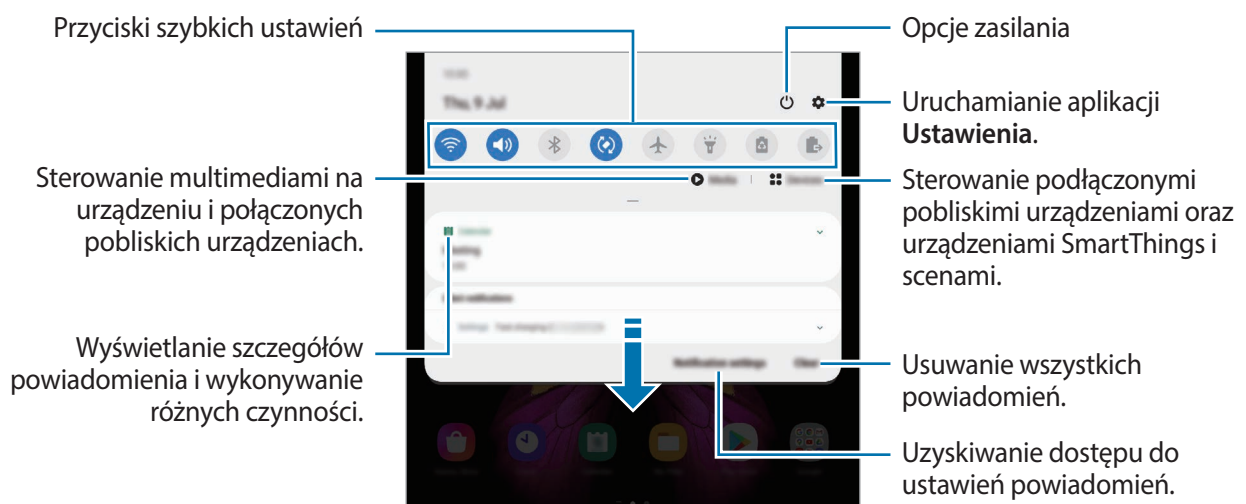 Przyciski szybkich ustawień
Opcje zasilania
Thu, 9 Jul
Uruchamianie aplikacji
Ustawienia.
Sterowanie multimediami na
urządzeniu i połączonych
pobliskich urządzeniach.
Media
Devices
Sterowanie podłączonymi
pobliskimi urządzeniami oraz
urządzeniami SmartThings i
scenami.
Calendar
Wyświetlanie szczegółów
powiadomienia i wykonywanie
różnych czynności.
Notification settings
Clear
Usuwanie wszystkich
powiadomień.
Uzyskiwanie dostępu do
ustawień powiadomień.